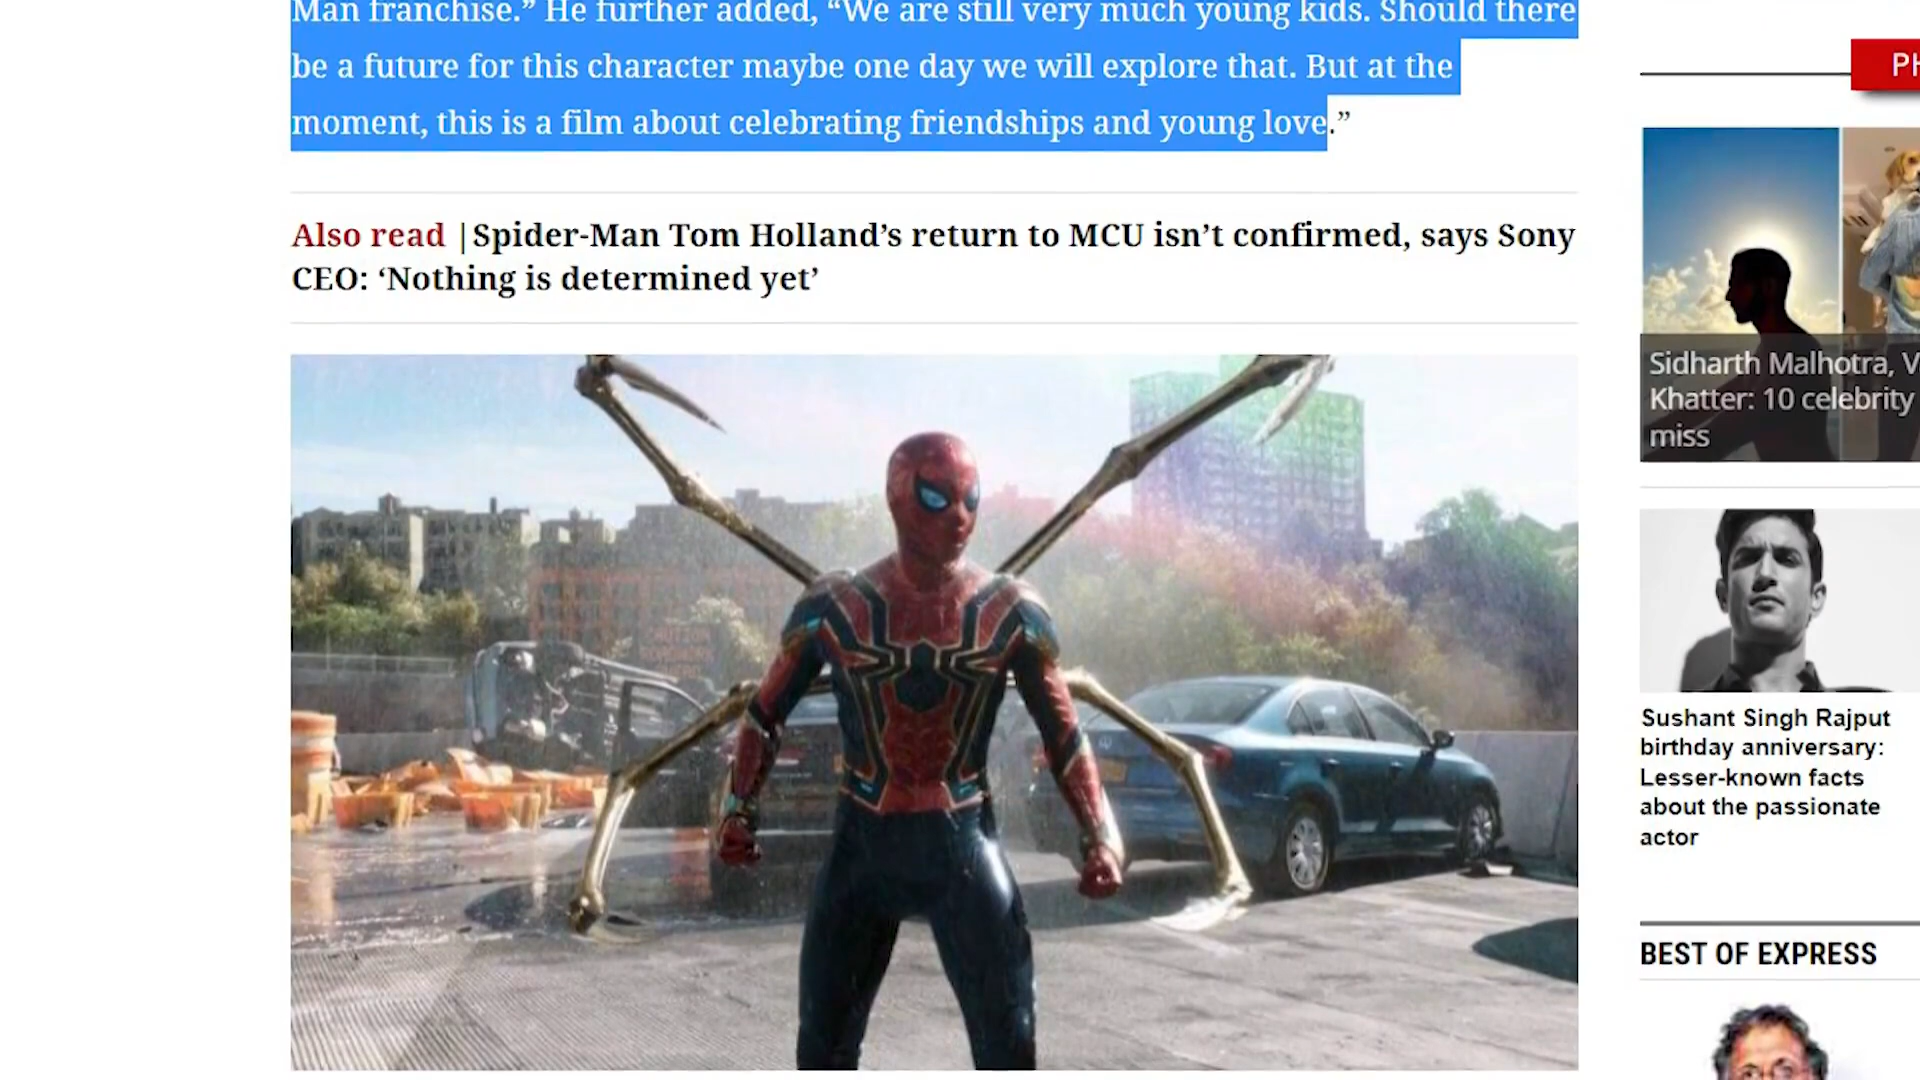 Man franchise.” He further added, “We are still very much young kids. Should there
be a future for this character maybe one day we will explore that. But at the
moment, this is a film about celebrating friendships and young love.”
Also read |Spider-Man Tom Holland’s return to MCU isn’t confirmed, says Sony
CEO: ‘Nothing is determined yet’
PH
Sidharth Malhotra, V
Khatter: 10 celebrity
miss
Sushant Singh Rajput
birthday anniversary:
Lesser-known facts
about the passionate
actor
BEST OF EXPRESS